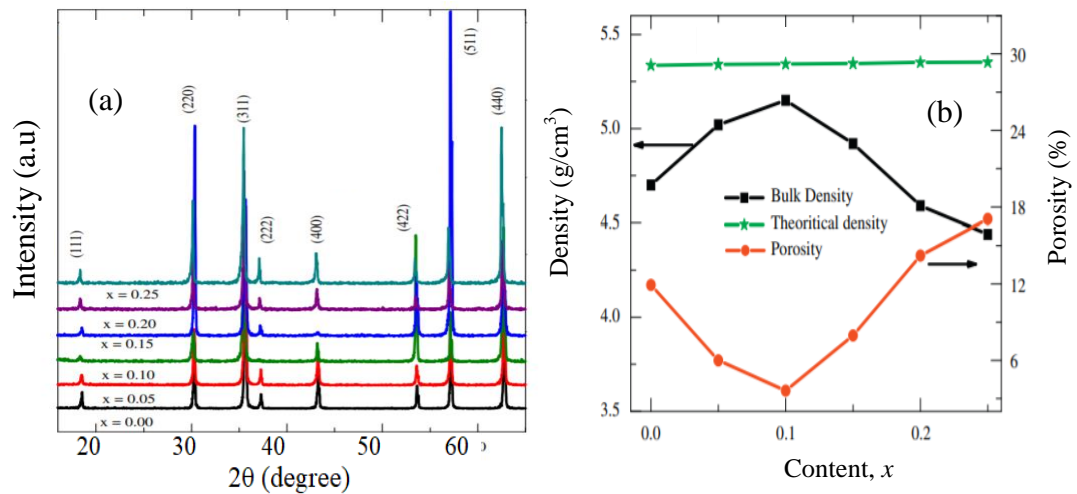 (a)
Intensity (a.u)
(111)
(220)
(311)
(222)
(400)
(422)
(511)
(440)
x = 0.25
x = 0.20
x = 0.15
x = 0.10
x = 0.05
x = 0.00
20 30 40 50 60
2θ (degree)
(b)
Density (g/cm³)
5.5
5.0
4.5
4.0
3.5
Bulk Density
Theoritical density
Porosity
30
24
18
12
6
Porosity (%)
0.0 0.1 0.2
Content, x